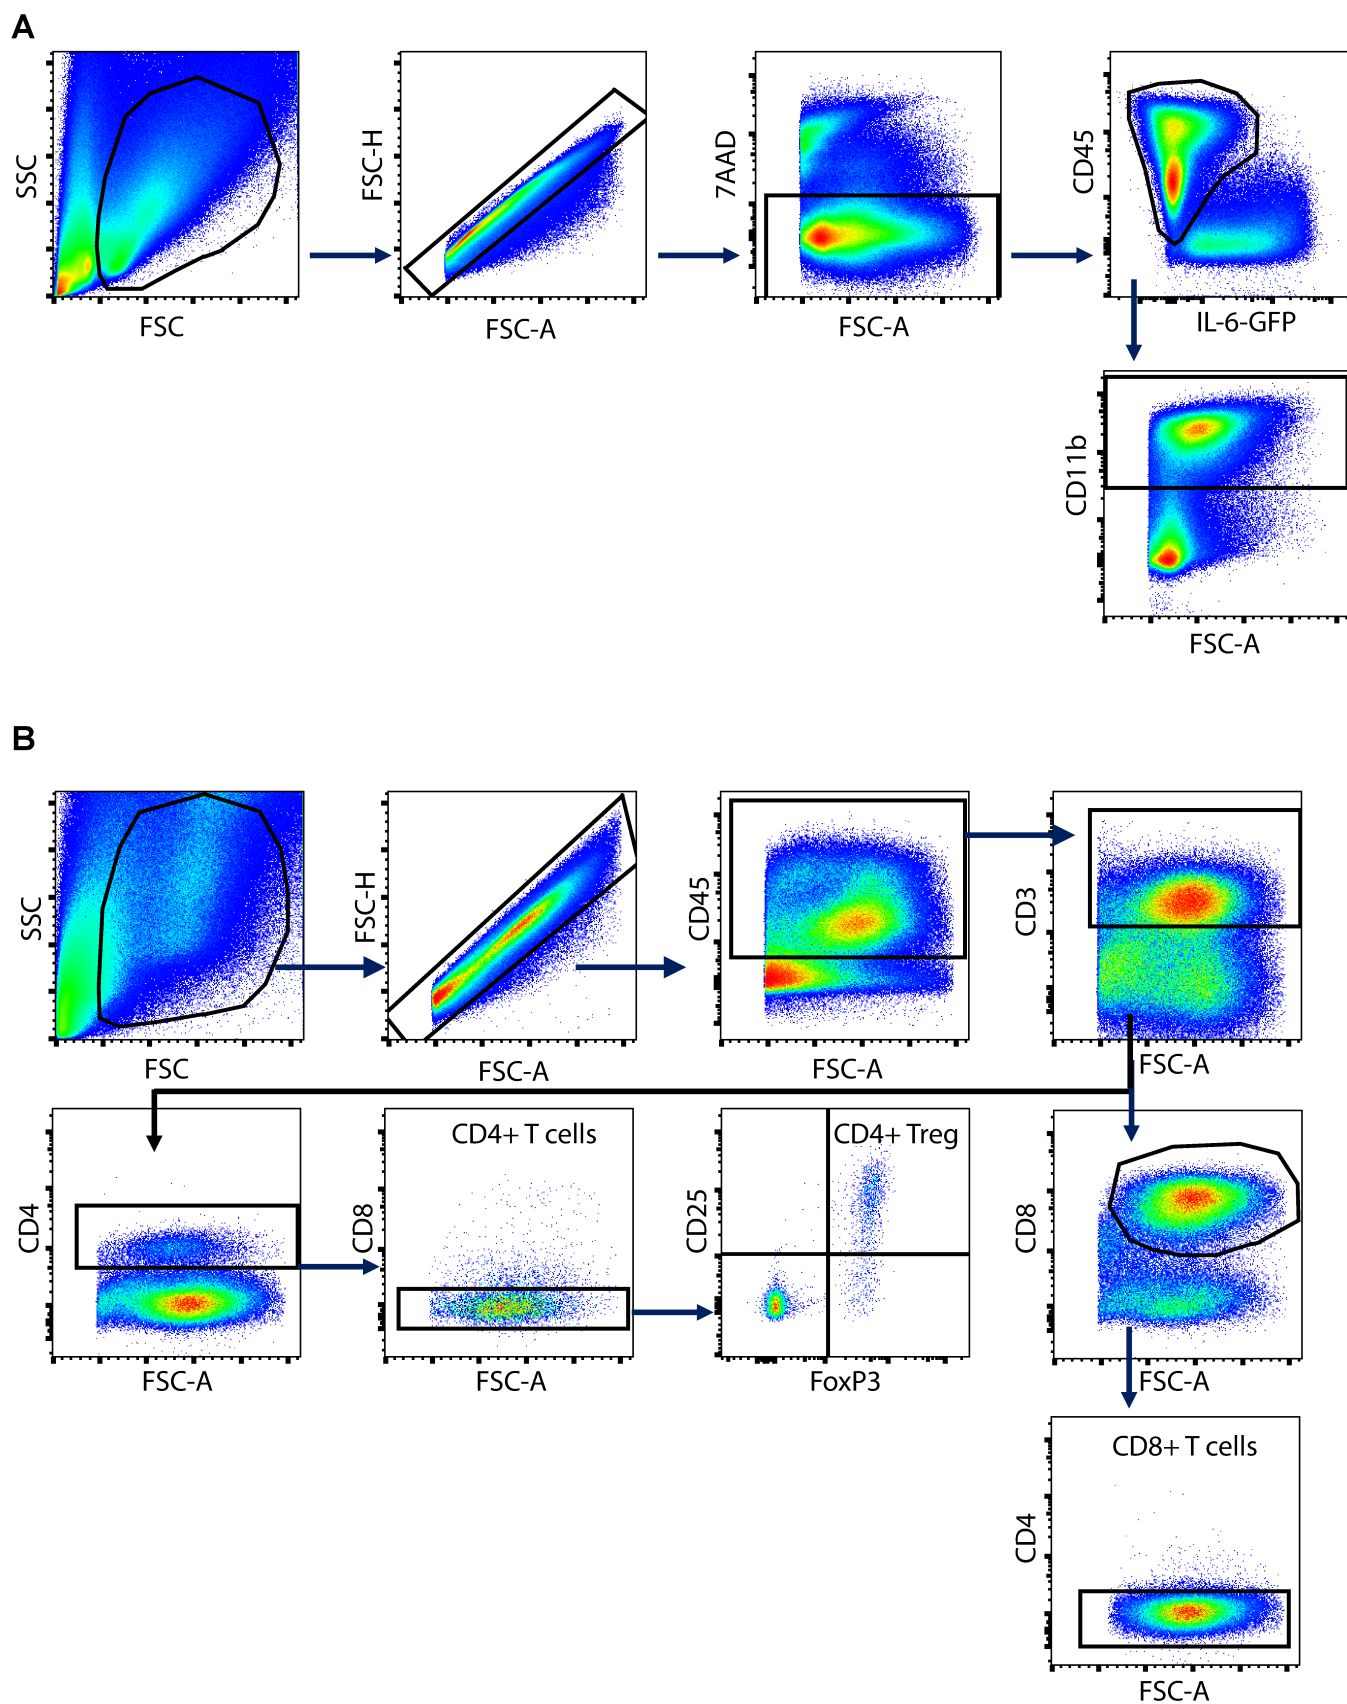 A
SSC
FSC
FSC-H
FSC-A
7AAD
FSC-A
CD45
IL-6-GFP
CD11b
FSC-A
B
SSC
FSC
FSC-H
FSC-A
CD45
FSC-A
CD3
FSC-A
CD4
FSC-A
CD4+ T cells
CD8
FSC-A
CD4+ Treg
CD25
FoxP3
CD8
FSC-A
CD8+ T cells
CD4
FSC-A